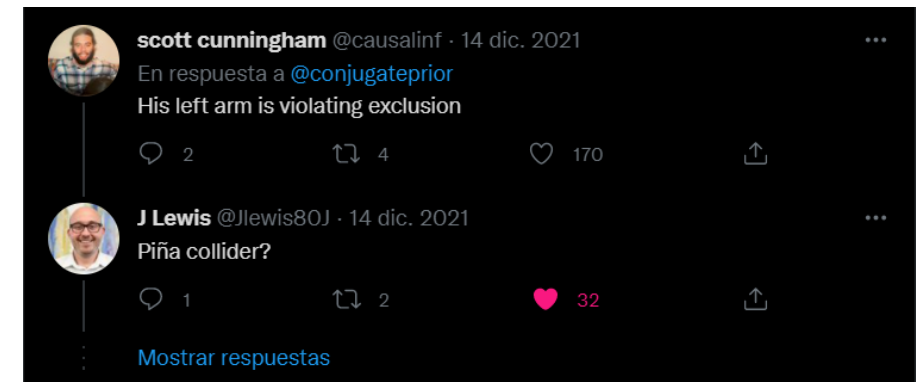 scott cunningham @causalinf · 14 dic. 2021
En respuesta a @conjugateprior
His left arm is violating exclusion
2 4 170
J Lewis @Jlewis80J · 14 dic. 2021
Piña collider?
1 2 32
Mostrar respuestas